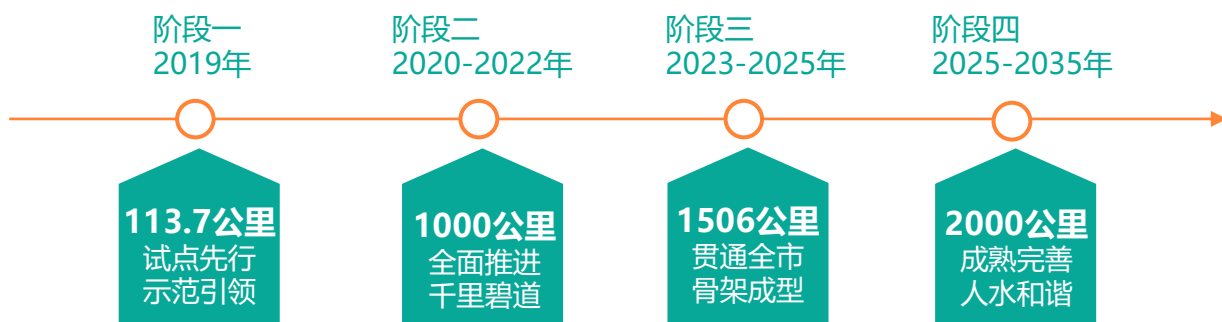 阶段一
2019年
阶段二
2020-2022年
阶段三
2023-2025年
阶段四
2025-2035年
113.7公里
试点先行
示范引领
1000公里
全面推进
千里碧道
1506公里
贯通全市
骨架成型
2000公里
成熟完善
人水和谐